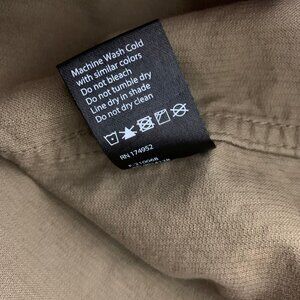 Machine Wash Cold
with similar colors
Do not bleach
Do not tumble dry
Line dry in shade
Do not dry clean
RN 174952